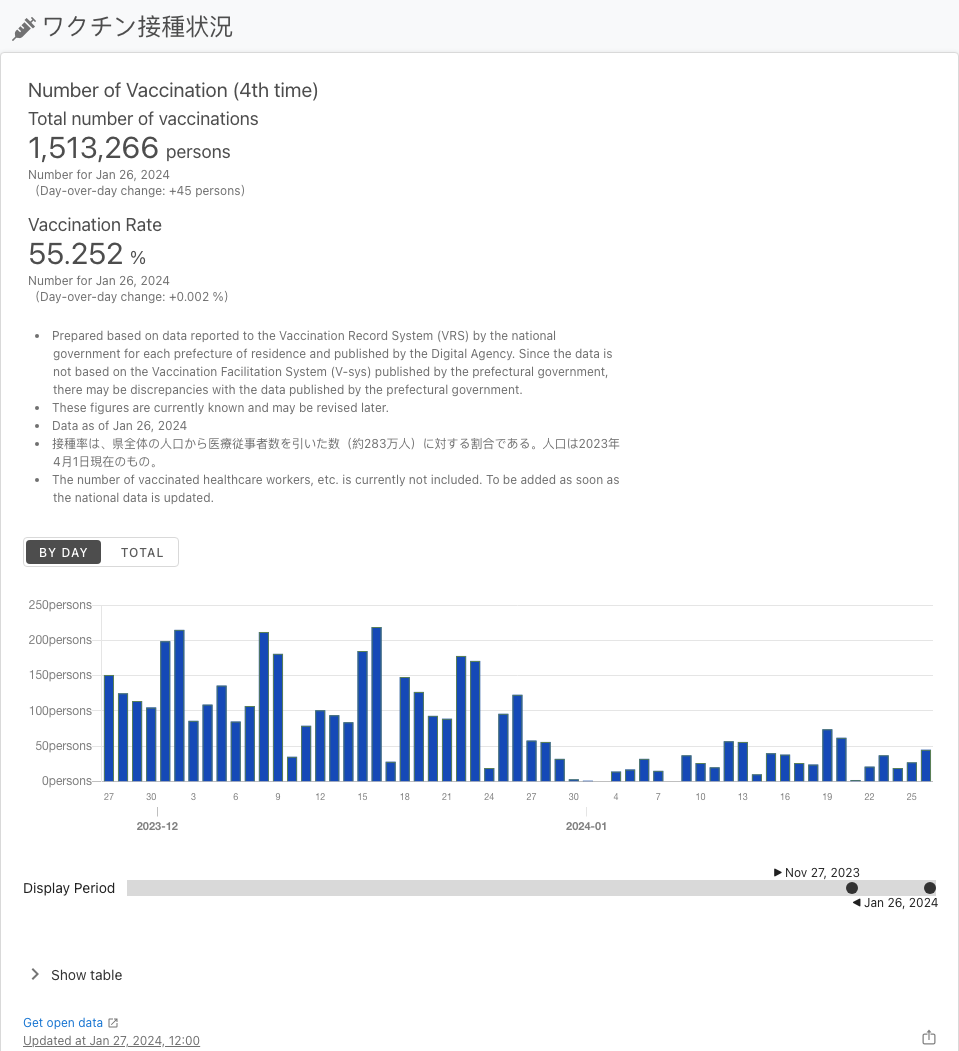 ワクチン接種状況
Number of Vaccination (4th time)
Total number of vaccinations
1,513,266 persons
Number for Jan 26, 2024
(Day-over-day change: +45 persons)
Vaccination Rate
55.252 %
Number for Jan 26, 2024
(Day-over-day change: +0.002 %)
• Prepared based on data reported to the Vaccination Record System (VRS) by the national
government for each prefecture of residence and published by the Digital Agency. Since the data is
not based on the Vaccination Facilitation System (V-sys) published by the prefectural government,
there may be discrepancies with the data published by the prefectural government.
• These figures are currently known and may be revised later.
• Data as of Jan 26, 2024
• 接種率は、県全体の人口から医療従事者数を引いた数（約283万人）に対する割合である。人口は2023年
4月1日現在のもの。
• The number of vaccinated healthcare workers, etc. is currently not included. To be added as soon as
the national data is updated.
BY DAY TOTAL
250persons
200persons
150persons
100persons
50persons
0persons
27 30 3 6 9 12 15 18 21 24 27 30 4 7 10 13 16 19 22 25
2023-12 2024-01
Nov 27, 2023
Display Period
Jan 26, 2024
Show table
Get open data
Updated at Jan 27, 2024, 12:00